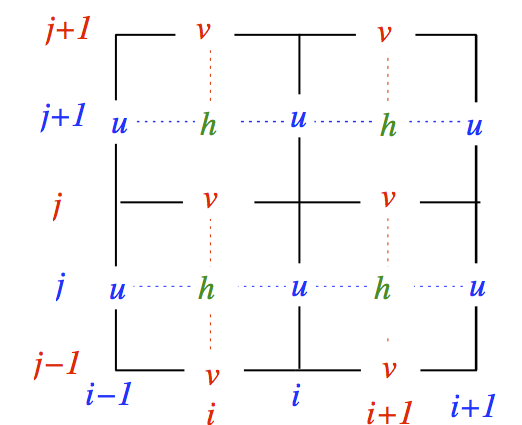 j+1 v v
j+1 u h u h u
j v v
j u h u h u
j−1 v v
i−1 i i i+1 i+1